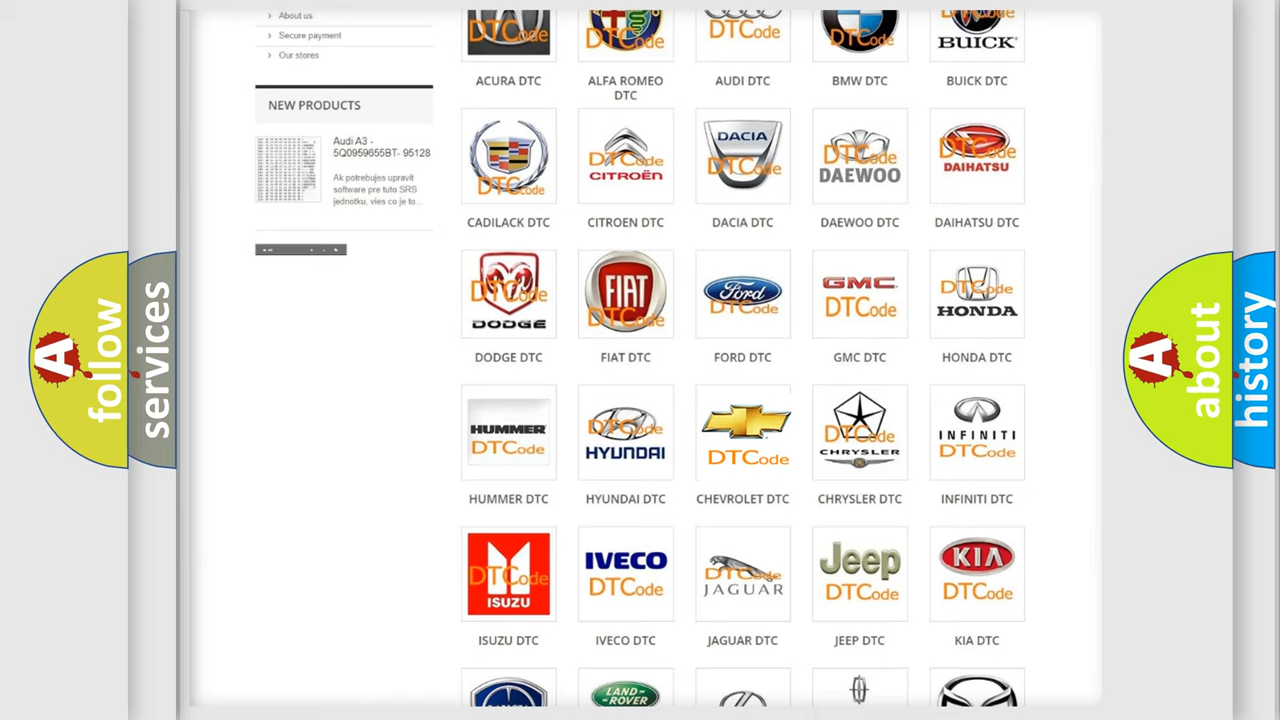 About us
Secure payment
Our stores
NEW PRODUCTS
Audi A3 -
5Q0959655BT- 95128
Ak potrebujes upravit
software pre tuto SRS
jednotku, vies co je to...
DTCode DTCode DTCode DTCode BUICK
ACURA DTC
ALFA ROMEO
DTC
AUDI DTC
BMW DTC
BUICK DTC
DTCode
DTCode
CITROËN
DACIA
DTCode
DTCode
DAEWOO
DTCode
DAIHATSU
CADILACK DTC
CITROEN DTC
DACIA DTC
DAEWOO DTC
DAIHATSU DTC
DTCode
DODGE
FIAT
DTCode
Ford
DTCode
GMC
DTCode
DTCode
HONDA
DODGE DTC
FIAT DTC
FORD DTC
GMC DTC
HONDA DTC
HUMMER
DTCode
DTCode
HYUNDAI
DTCode
DTCode
CHRYSLER
INFINITI
DTCode
HUMMER DTC
HYUNDAI DTC
CHEVROLET DTC
CHRYSLER DTC
INFINITI DTC
DTCode
ISUZU
IVECO
DTCode
DTCode
JAGUAR
Jeep
DTCode
KIA
DTCode
ISUZU DTC
IVECO DTC
JAGUAR DTC
JEEP DTC
KIA DTC
LAND-
ROVER
A follow
services
A about
history